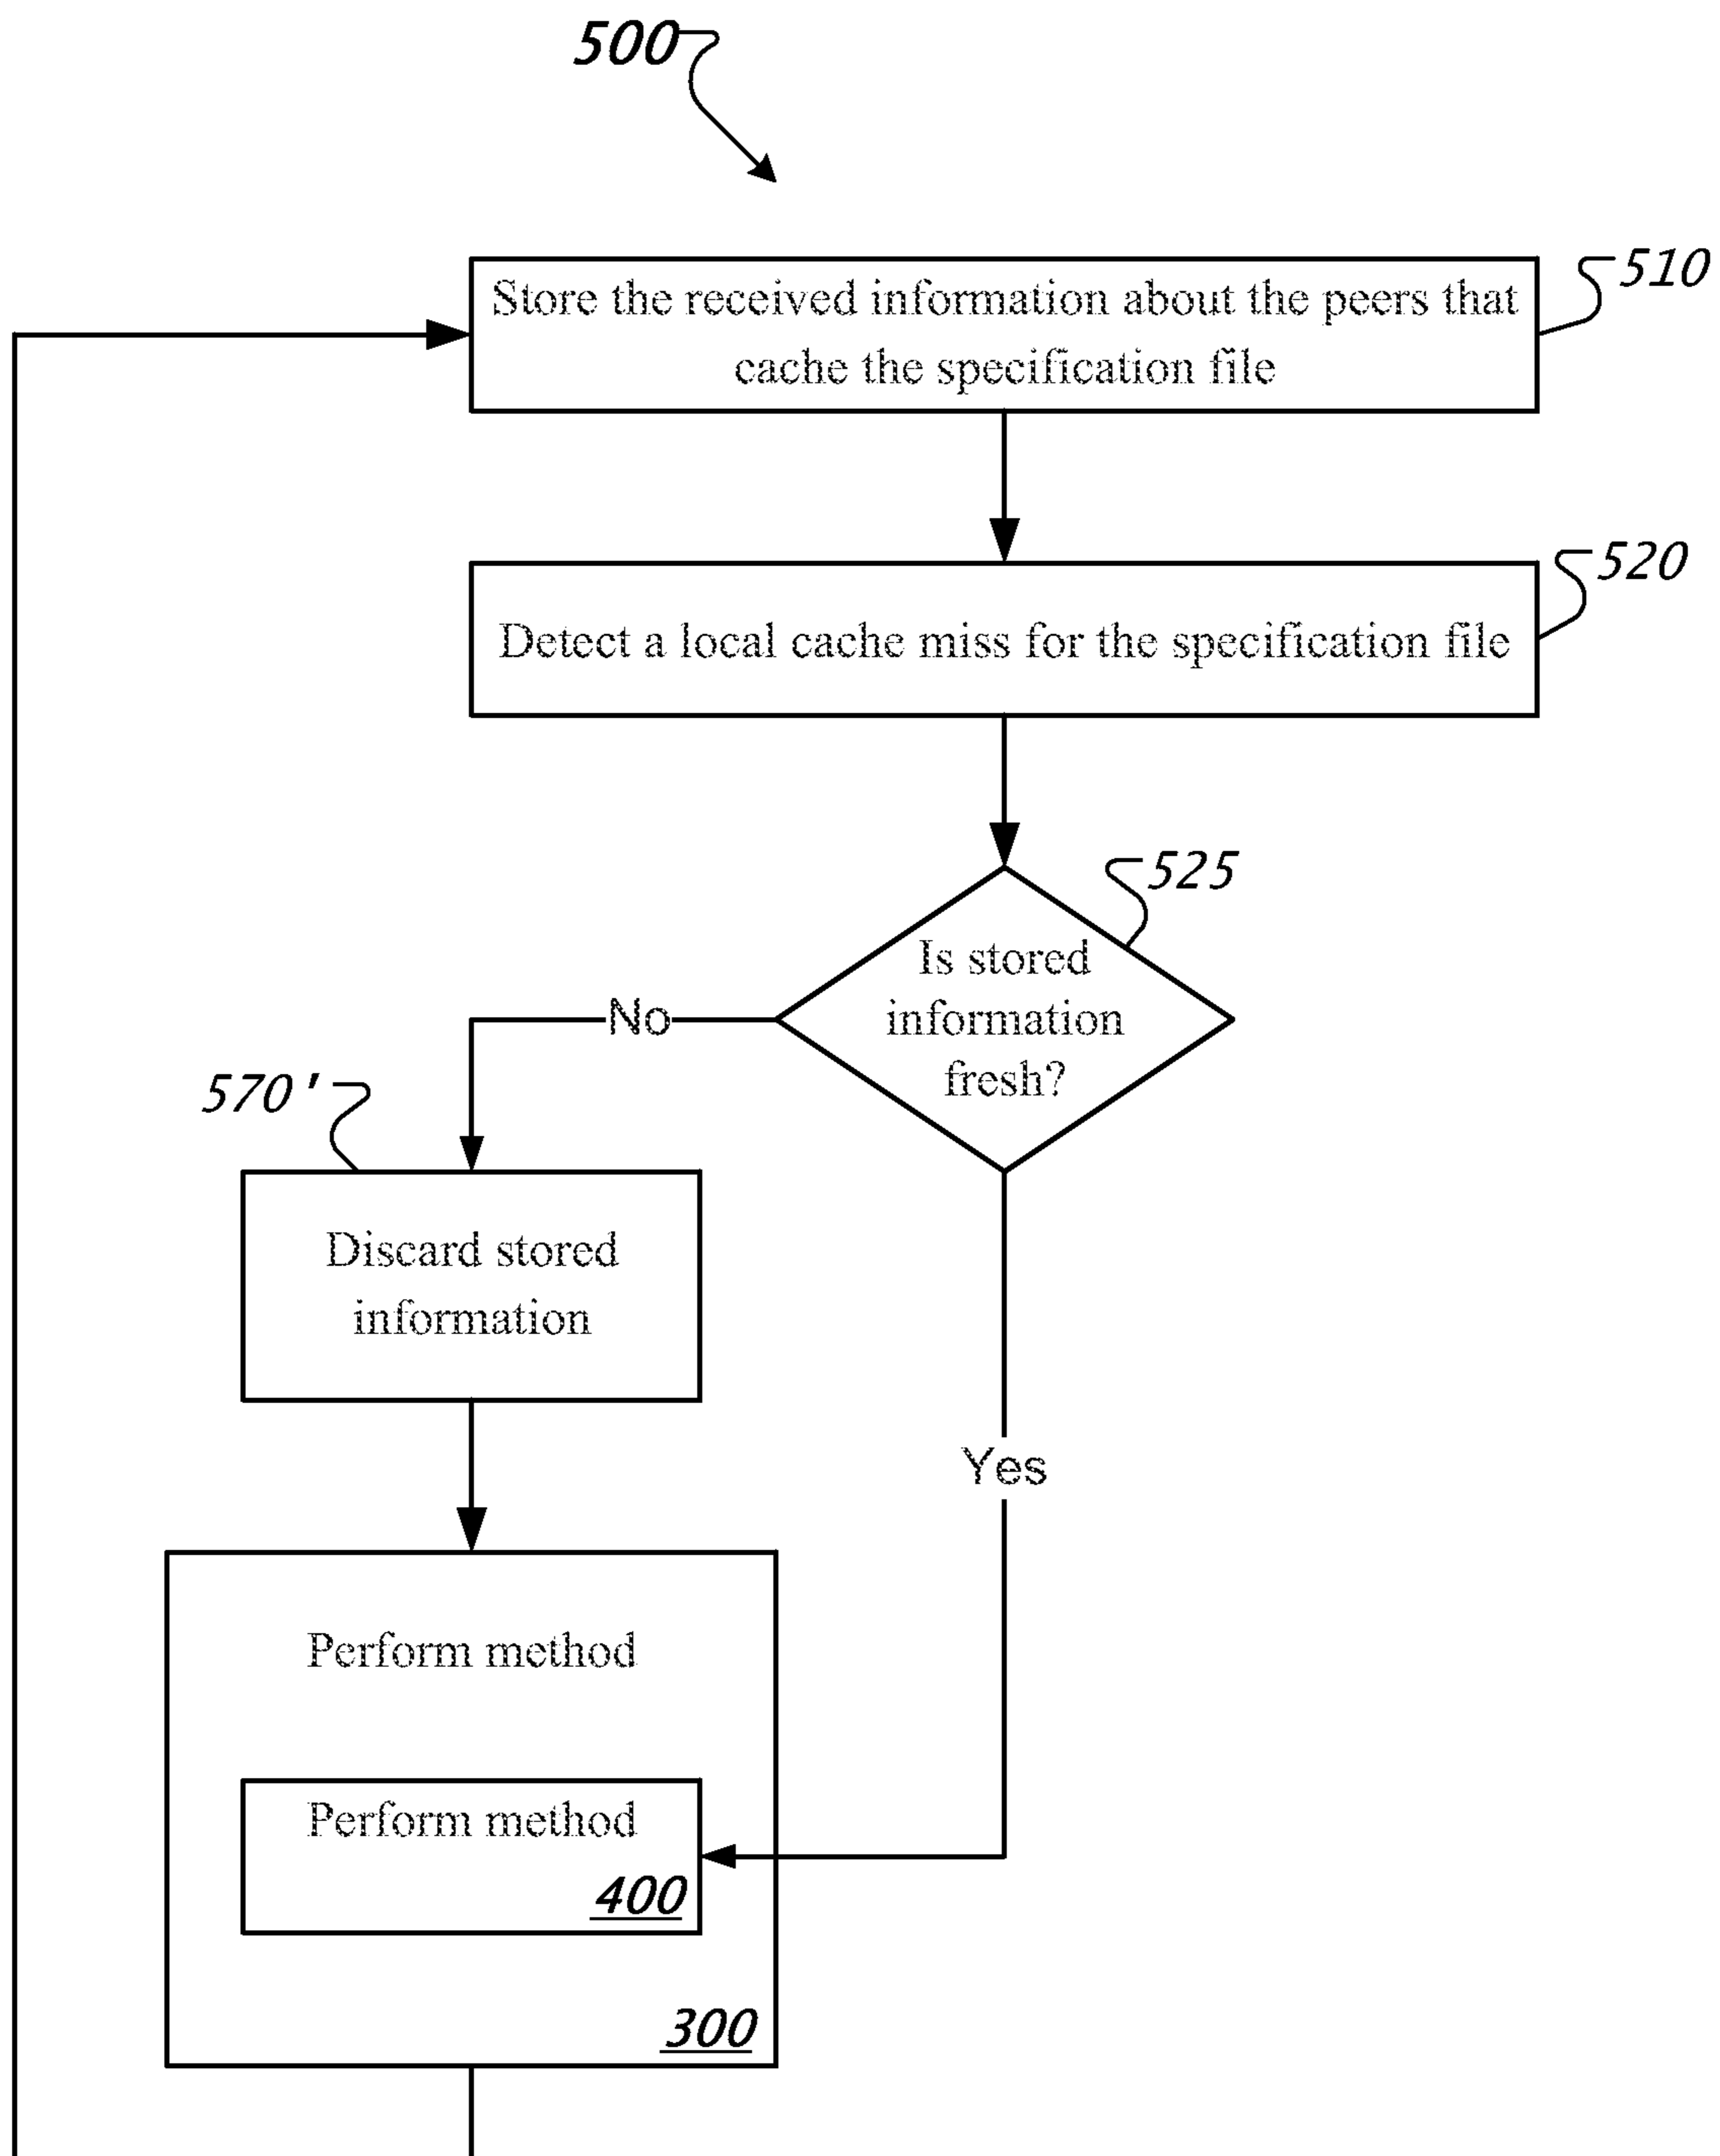 500
510
Store the received information about the peers that
cache the specification file
520
Detect a local cache miss for the specification file
525
Is stored
information
fresh?
No
570'
Discard stored
information
Yes
Perform method
Perform method
400
300